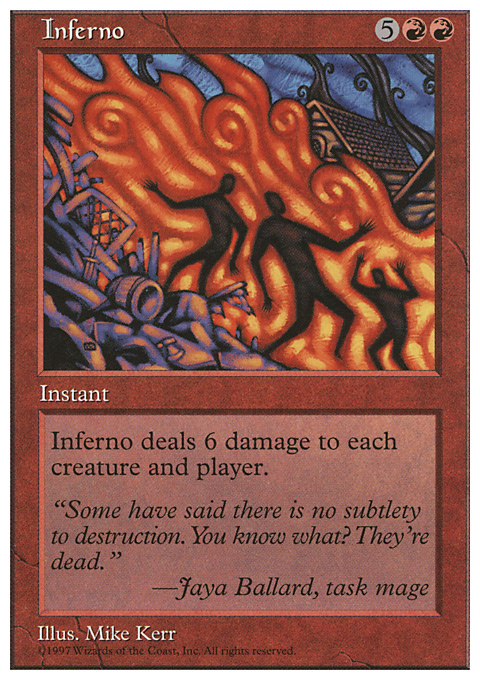 Inferno 5
Instant
Inferno deals 6 damage to each
creature and player.
“Some have said there is no subtlety
to destruction. You know what? They’re
dead.”
—Jaya Ballard, task mage
Illus. Mike Kerr
©1997 Wizards of the Coast, Inc. All rights reserved.